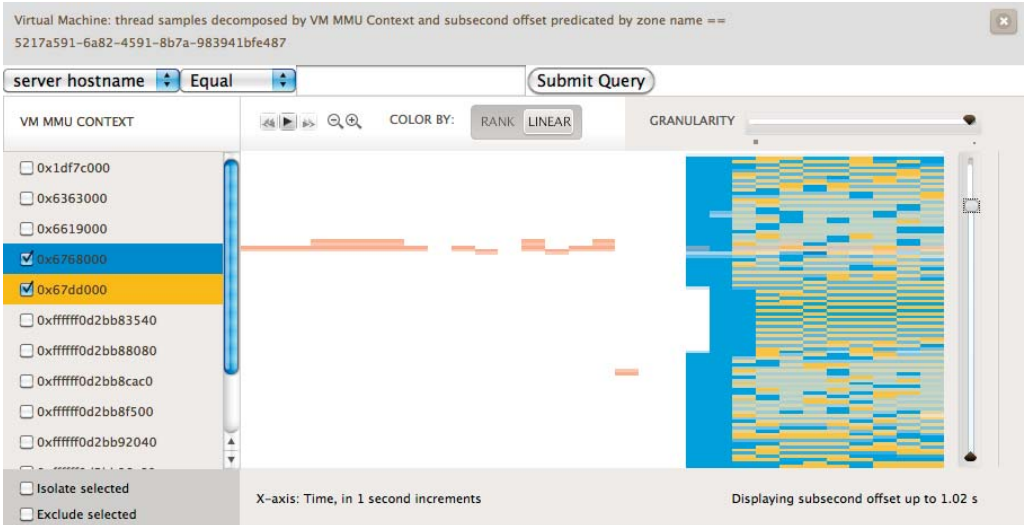 Virtual Machine: thread samples decomposed by VM MMU Context and subsecond offset predicated by zone name ==
5217a591-6a82-4591-8b7a-983941bfe487
server hostname Equal Submit Query
VM MMU CONTEXT COLOR BY: RANK LINEAR GRANULARITY
0x1df7c000
0x6363000
0x6619000
0x6768000
0x67dd000
0xffffff0d2bb83540
0xffffff0d2bb88080
0xffffff0d2bb8cac0
0xffffff0d2bb8f500
0xffffff0d2bb92040
Isolate selected
X-axis: Time, in 1 second increments Displaying subsecond offset up to 1.02 s
Exclude selected